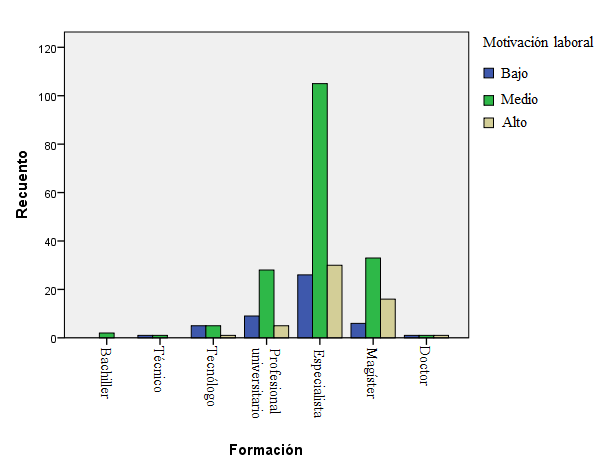 Motivación laboral
Bajo
Medio
Alto
Recuento
120
100
80
60
40
20
0
Bachiller
Técnico
Tecnólogo
Profesional
universitario
Especialista
Magíster
Doctor
Formación